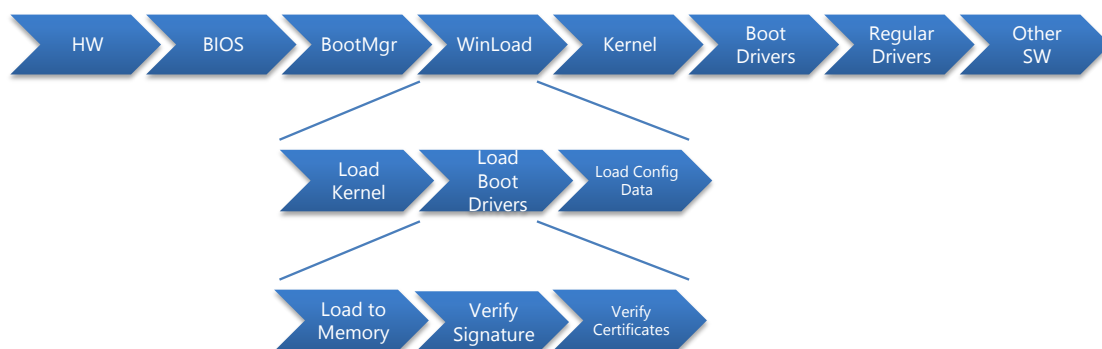 HW
BIOS
BootMgr
WinLoad
Kernel
Boot
Drivers
Regular
Drivers
Other
SW
Load
Kernel
Load
Boot
Drivers
Load Config
Data
Load to
Memory
Verify
Signature
Verify
Certificates